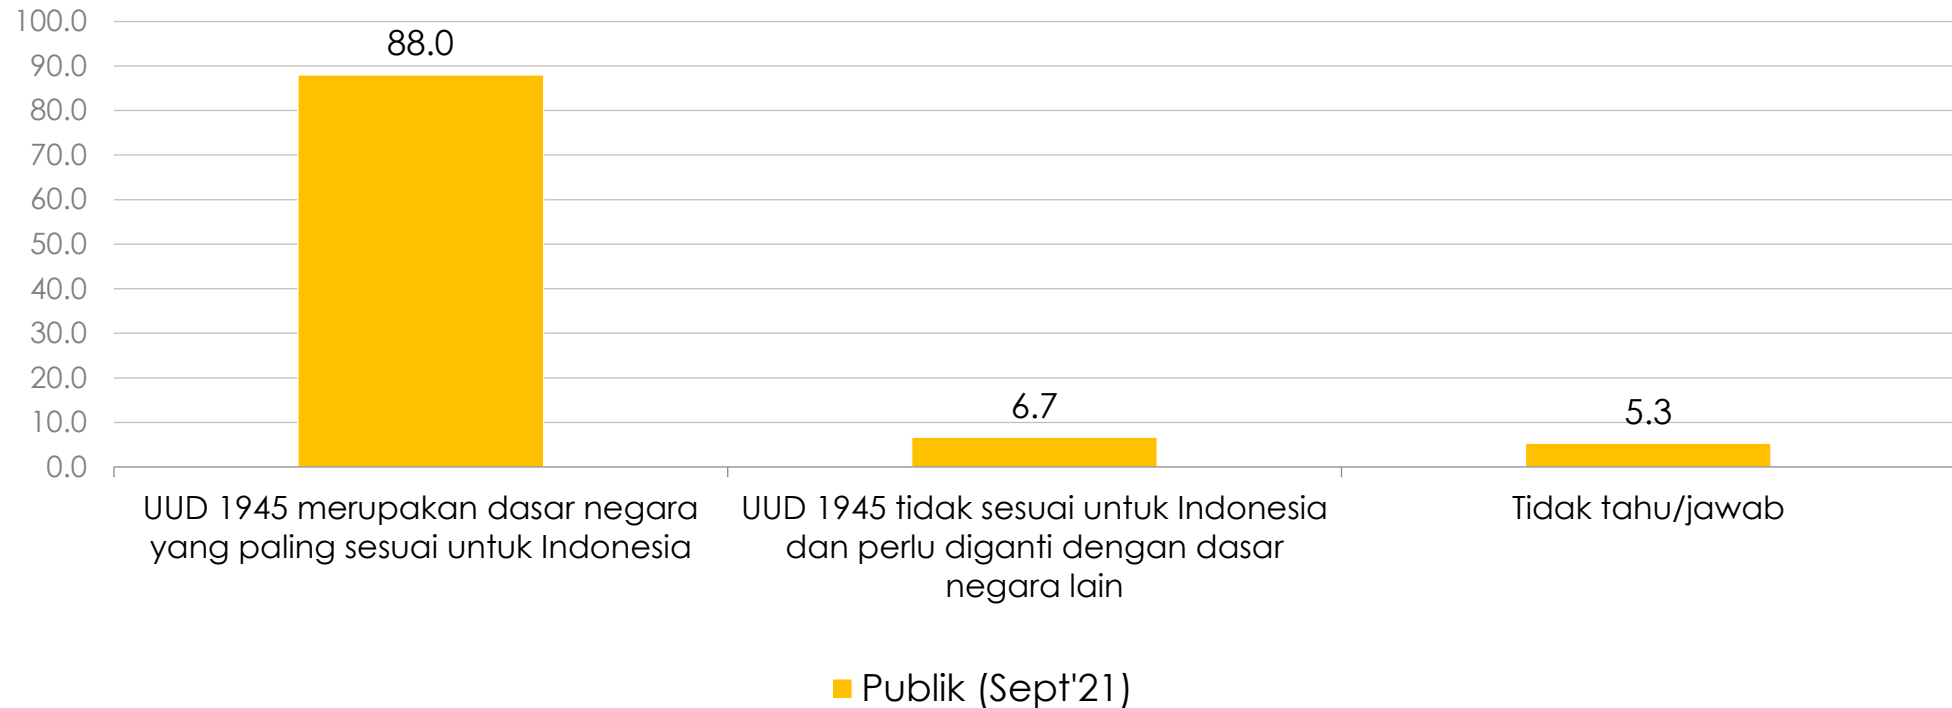 100.0
90.0
80.0
70.0
60.0
50.0
40.0
30.0
20.0
10.0
0.0
88.0
6.7
5.3
UUD 1945 merupakan dasar negara
yang paling sesuai untuk Indonesia
UUD 1945 tidak sesuai untuk Indonesia
dan perlu diganti dengan dasar
negara lain
Tidak tahu/jawab
Publik (Sept'21)